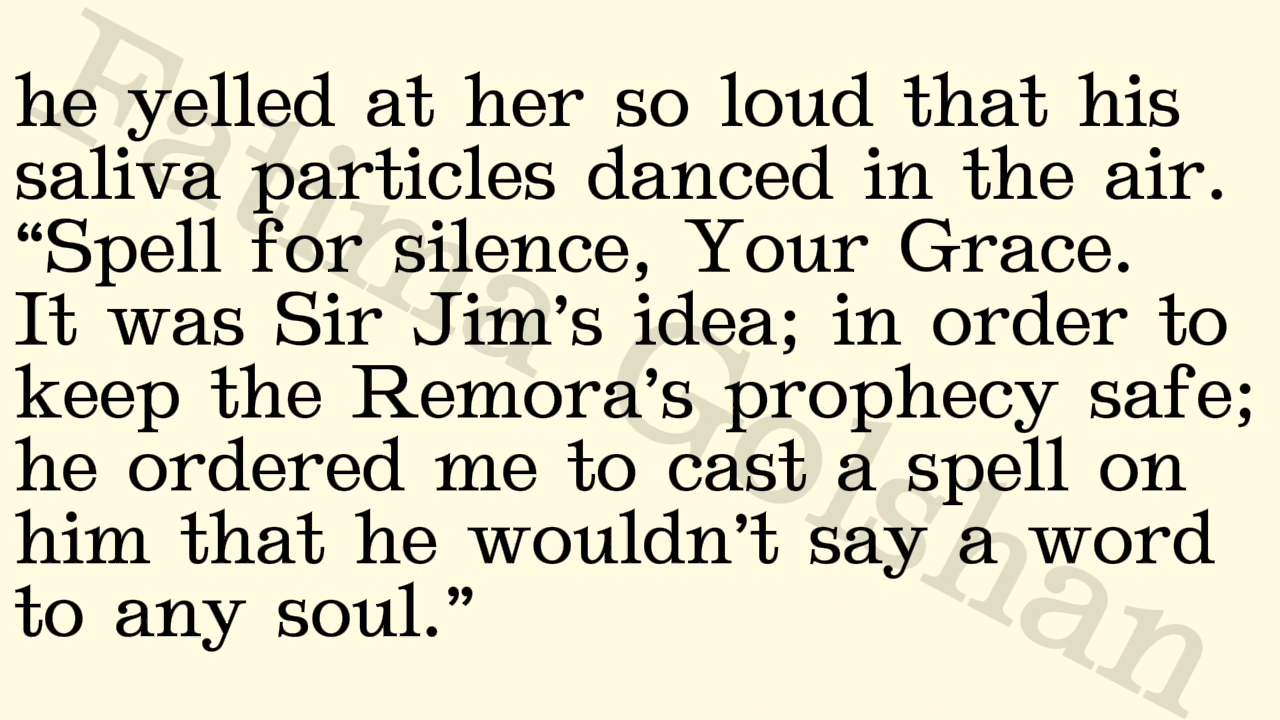 he yelled at her so loud that his
saliva particles danced in the air.
“Spell for silence, Your Grace.
It was Sir Jim’s idea; in order to
keep the Remora’s prophecy safe;
he ordered me to cast a spell on
him that he wouldn’t say a word
to any soul.”
Fatima Golshan